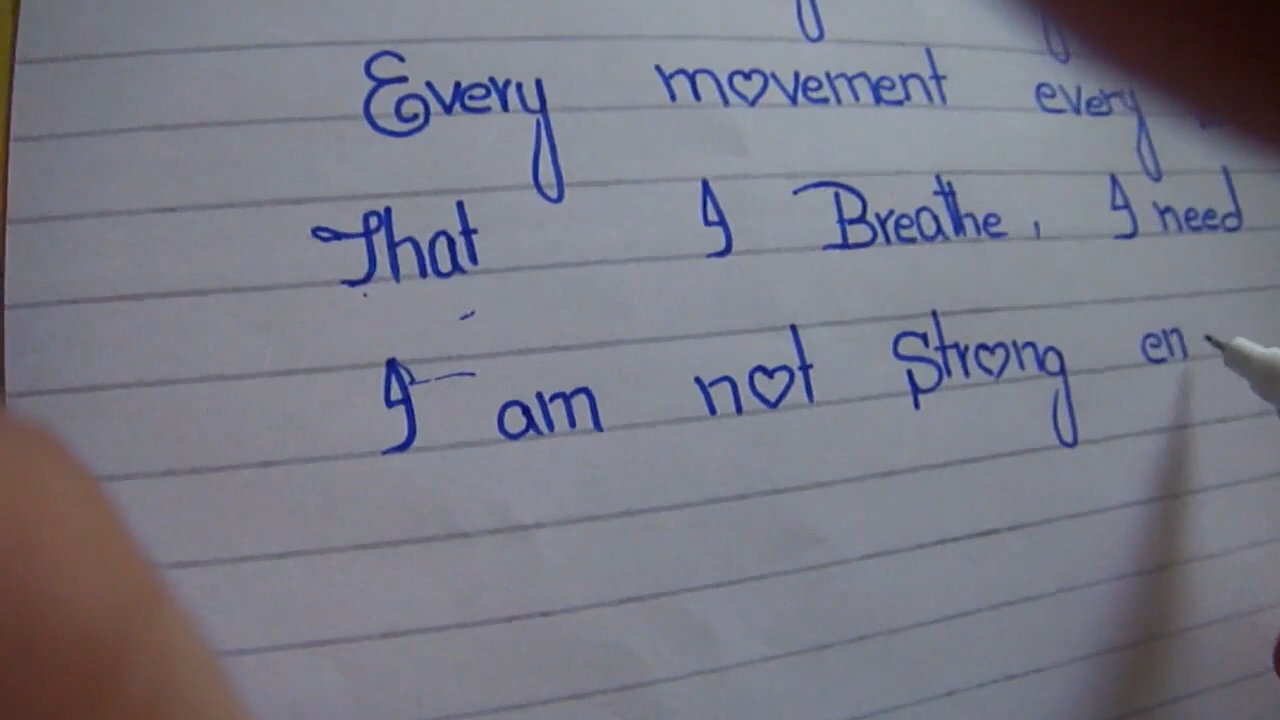 Every movement every
That I Breathe, I need
I am not Strong en